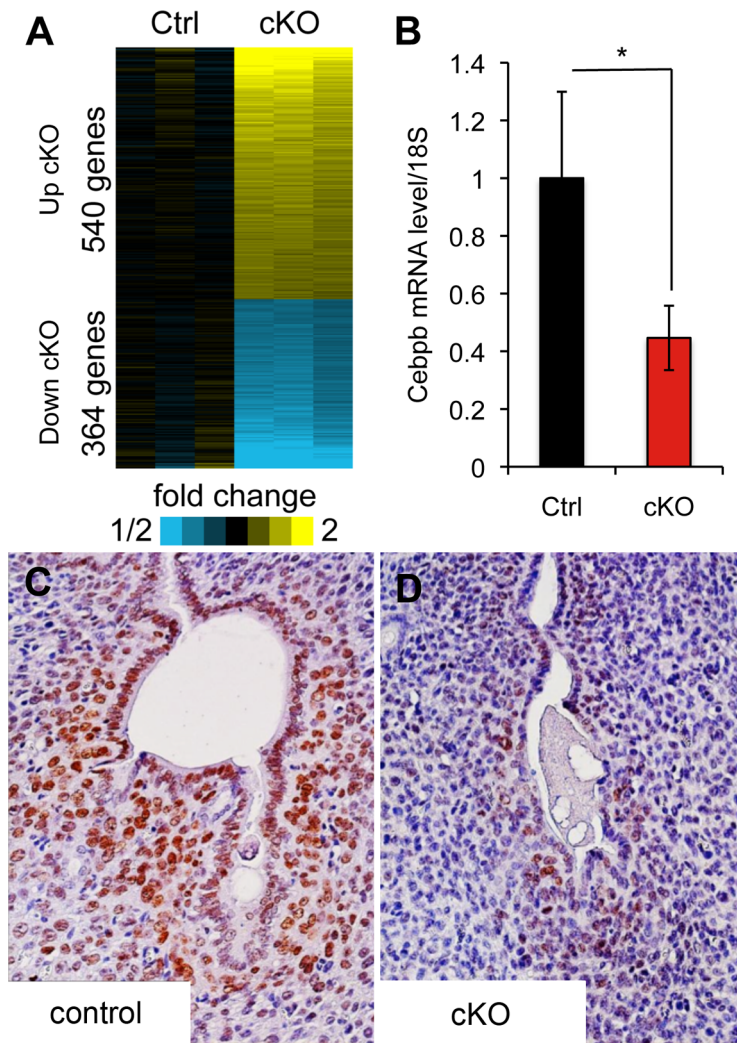 A
Ctrl
cKO
Up cKO
540 genes
Down cKO
364 genes
fold change
1/2
2
B
*
Cebpb mRNA level/18S
1.4
1.2
1
0.8
0.6
0.4
0.2
0
Ctrl
cKO
C
control
D
cKO